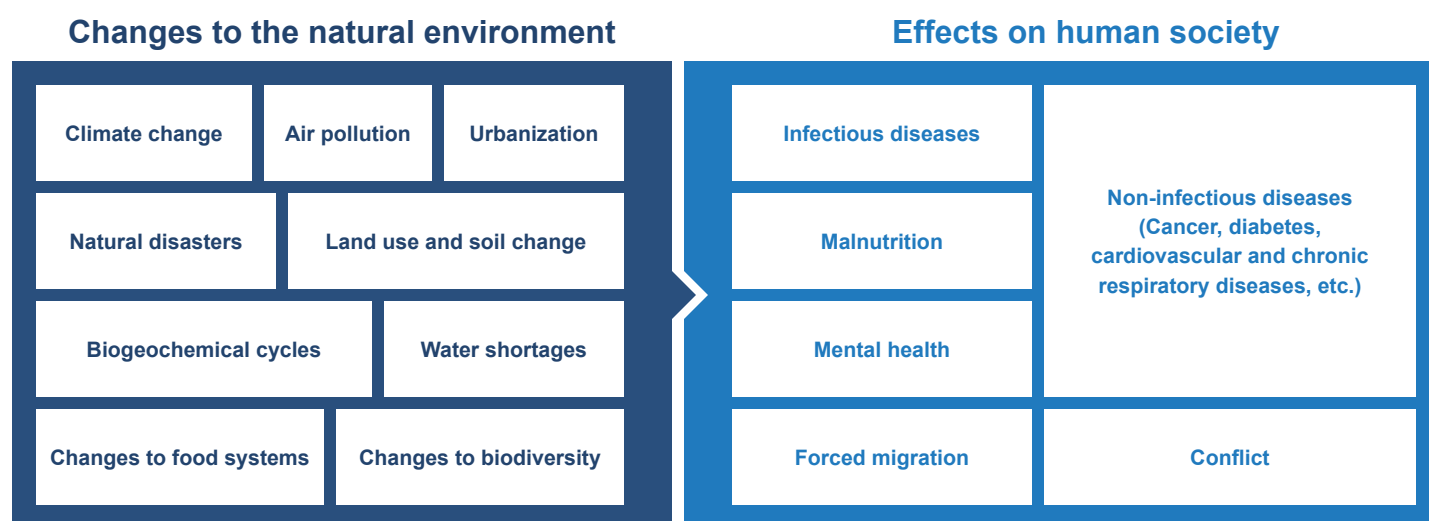 Changes to the natural environment
Climate change
Air pollution
Urbanization
Natural disasters
Land use and soil change
Biogeochemical cycles
Water shortages
Changes to food systems
Changes to biodiversity
Effects on human society
Infectious diseases
Malnutrition
Mental health
Forced migration
Non-infectious diseases
(Cancer, diabetes,
cardiovascular and chronic
respiratory diseases, etc.)
Conflict